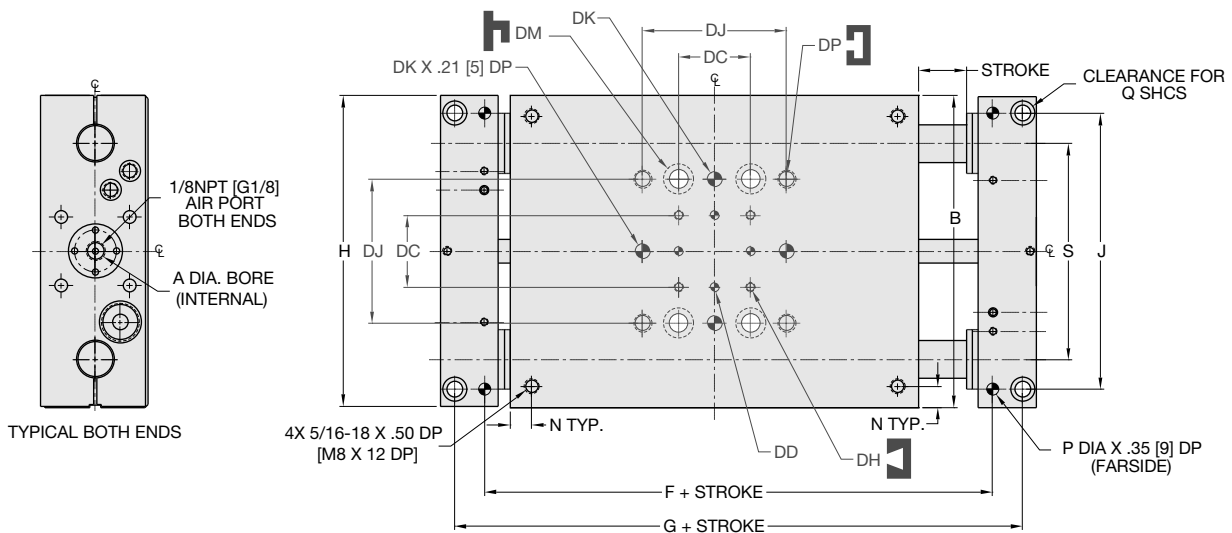 DK
DJ
DM
DP
DC
℄
STROKE
CLEARANCE FOR
Q SHCS
DK X .21 [5] DP
℄
1/8NPT [G1/8]
AIR PORT
BOTH ENDS
℄
A DIA. BORE
(INTERNAL)
TYPICAL BOTH ENDS
H
DJ
DC
B
S
J
℄
4X 5/16-18 X .50 DP
[M8 X 12 DP]
N TYP.
N TYP.
DD
DH
P DIA X .35 [9] DP
(FARSIDE)
F + STROKE
G + STROKE